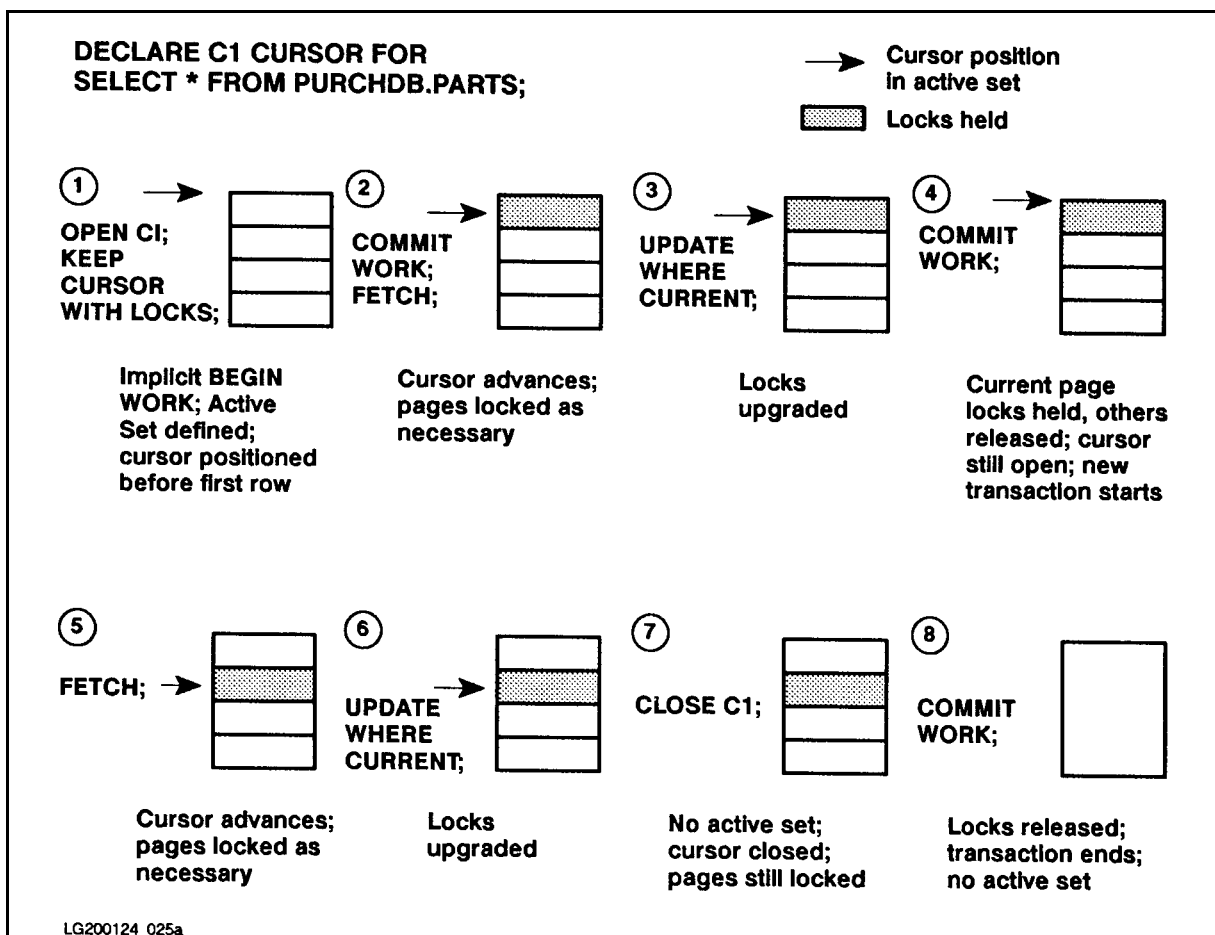 DECLARE C1 CURSOR FOR
SELECT * FROM PURCHDB.PARTS;
Cursor position
in active set
Locks held
1
OPEN CI;
KEEP
CURSOR
WITH LOCKS;
Implicit BEGIN
WORK; Active
Set defined;
cursor positioned
before first row
2
COMMIT
WORK;
FETCH;
Cursor advances;
pages locked as
necessary
3
UPDATE
WHERE
CURRENT;
Locks
upgraded
4
COMMIT
WORK;
Current page
locks held, others
released; cursor
still open; new
transaction starts
5
FETCH;
Cursor advances;
pages locked as
necessary
6
UPDATE
WHERE
CURRENT;
Locks
upgraded
7
CLOSE C1;
No active set;
cursor closed;
pages still locked
8
COMMIT
WORK;
Locks released;
transaction ends;
no active set
LG200124_025a